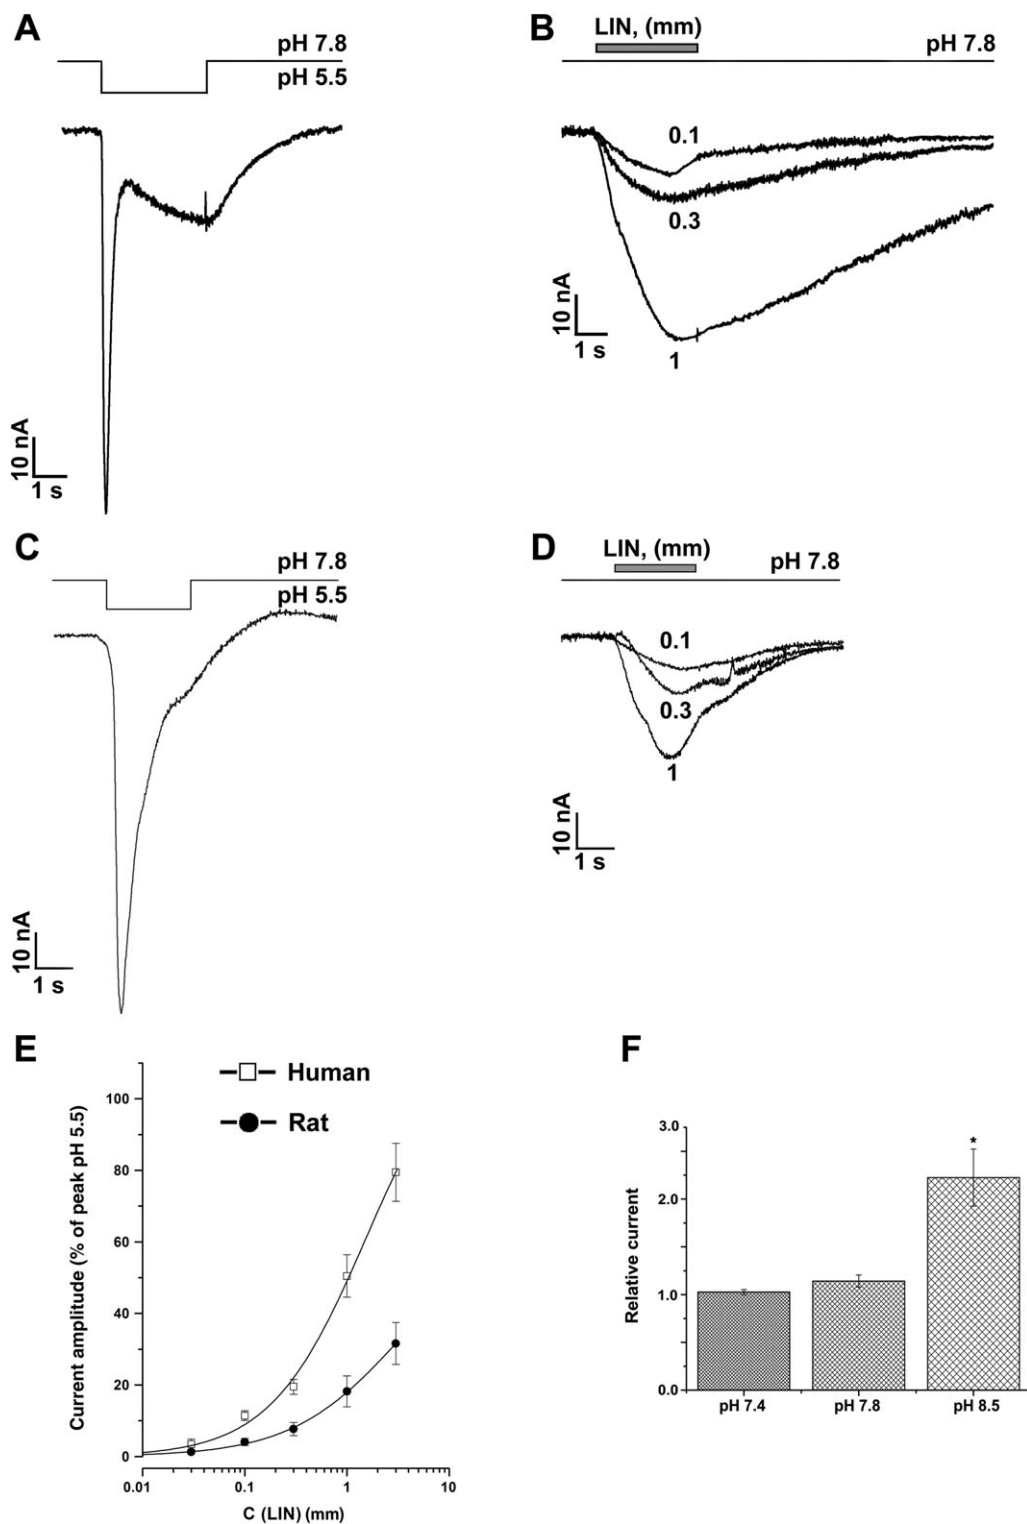 A
pH 7.8
pH 5.5
10 nA
1 s
B
LIN, (mm)
pH 7.8
0.1
0.3
1
10 nA
1 s
C
pH 7.8
pH 5.5
10 nA
1 s
D
LIN, (mm)
pH 7.8
0.1
0.3
1
10 nA
1 s
E
Human
Rat
Current amplitude (% of peak pH 5.5)
100
80
60
40
20
0
0.01
0.1
1
10
C (LIN) (mm)
F
Relative current
3.0
2.0
1.0
0.0
*
pH 7.4
pH 7.8
pH 8.5